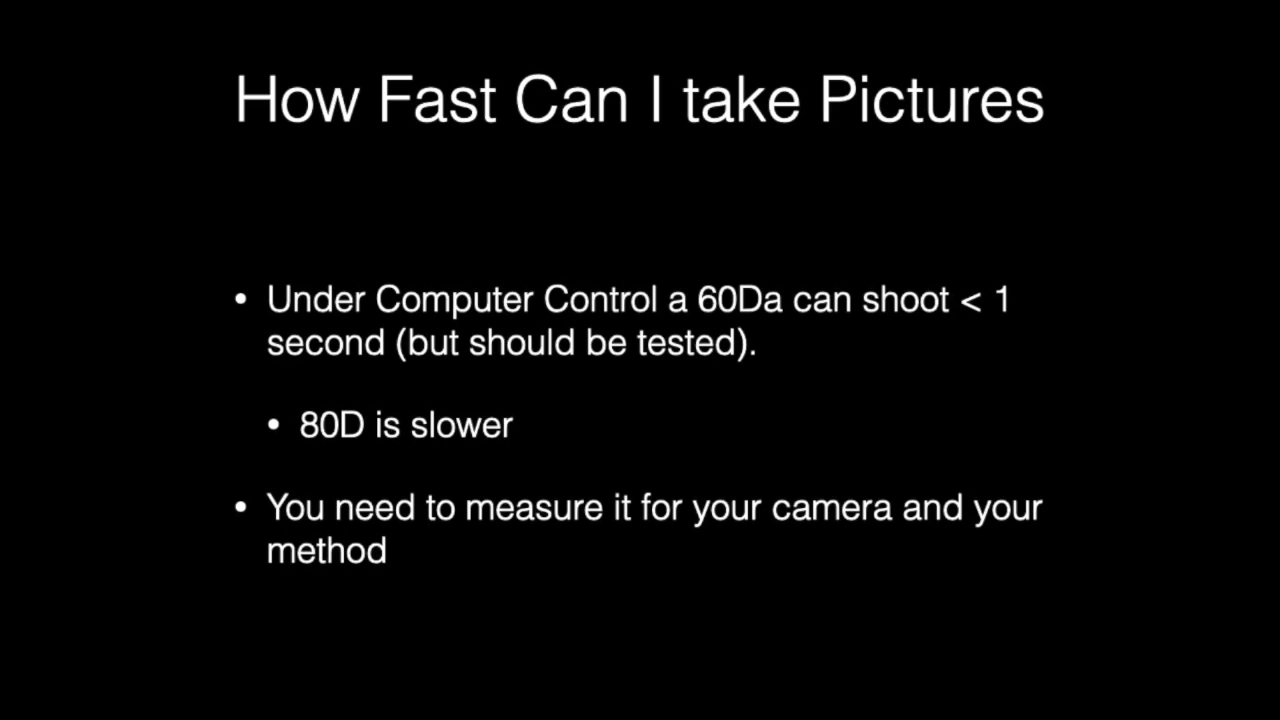 How Fast Can I take Pictures
• Under Computer Control a 60Da can shoot < 1
second (but should be tested).
• 80D is slower
• You need to measure it for your camera and your
method